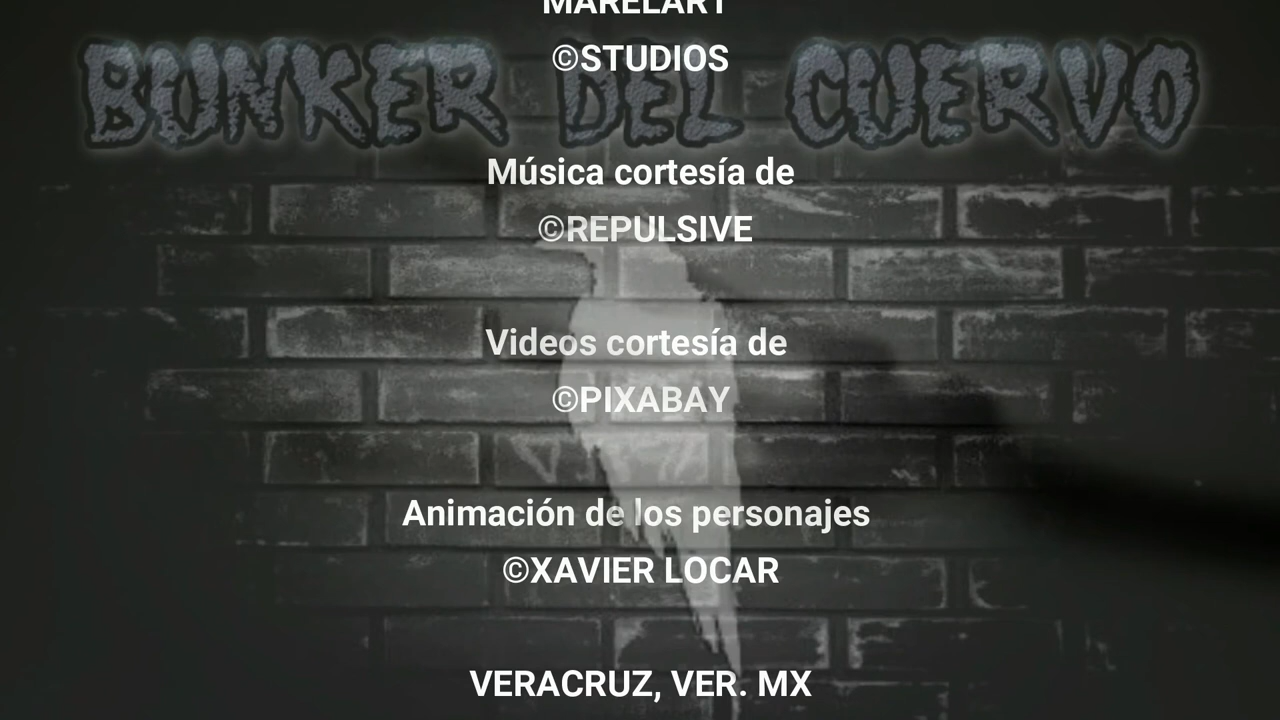 MARELART
©STUDIOS
BUNKER DEL CUERVO
Música cortesía de
©REPULSIVE
Videos cortesía de
©PIXABAY
Animación de los personajes
©XAVIER LOCAR
VERACRUZ, VER. MX